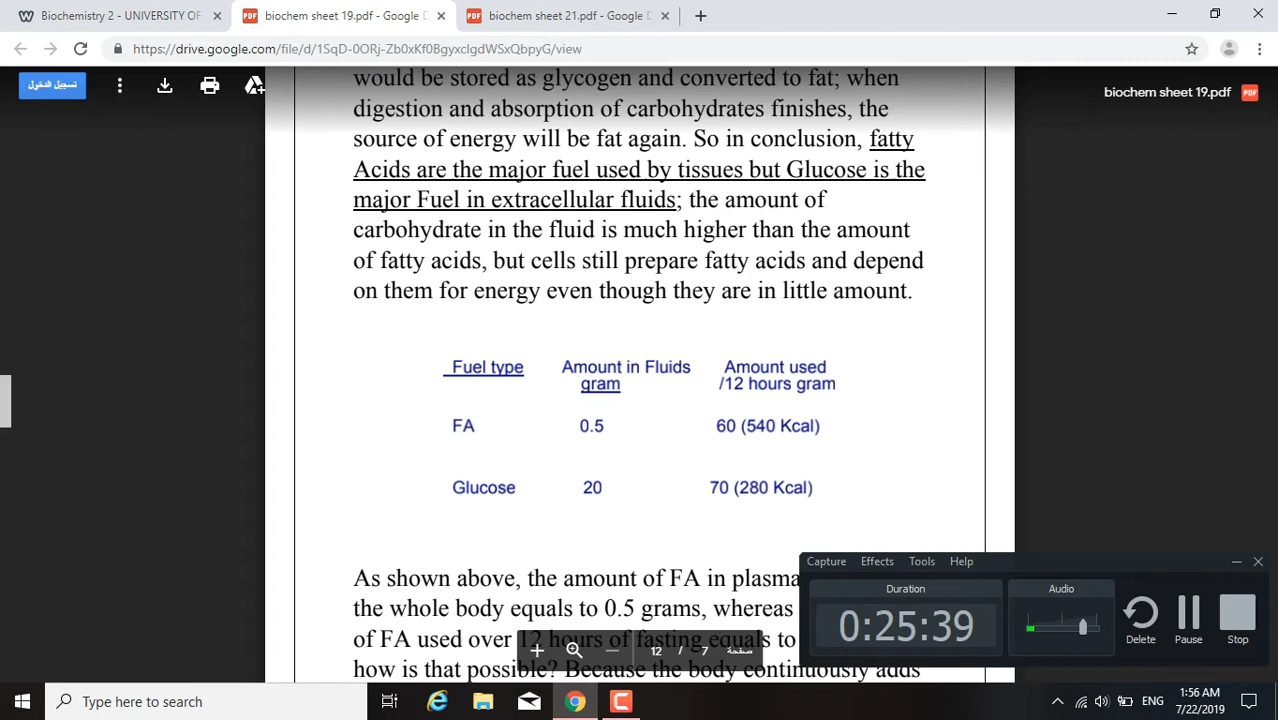 Biochemistry 2 - UNIVERSITY OF
biochem sheet 19.pdf - Google D
biochem sheet 21.pdf - Google D
https://drive.google.com/file/d/1SqD-0ORj-Zb0xKf0BgyxclgdWSxQbpyG/view
تسجيل الدخول
biochem sheet 19.pdf
would be stored as glycogen and converted to fat; when
digestion and absorption of carbohydrates finishes, the
source of energy will be fat again. So in conclusion, fatty
Acids are the major fuel used by tissues but Glucose is the
major Fuel in extracellular fluids; the amount of
carbohydrate in the fluid is much higher than the amount
of fatty acids, but cells still prepare fatty acids and depend
on them for energy even though they are in little amount.
Fuel type Amount in Fluids Amount used
gram /12 hours gram
FA 0.5 60 (540 Kcal)
Glucose 20 70 (280 Kcal)
As shown above, the amount of FA in plasma
the whole body equals to 0.5 grams, whereas
of FA used over 12 hours of fasting equals to
how is that possible? Because the body continuously adds
12 / 7 صفحة
Capture Effects Tools Help
Duration Audio
0:25:39
Delete Pause Stop
Type here to search
ENG
1:56 AM
7/22/2019